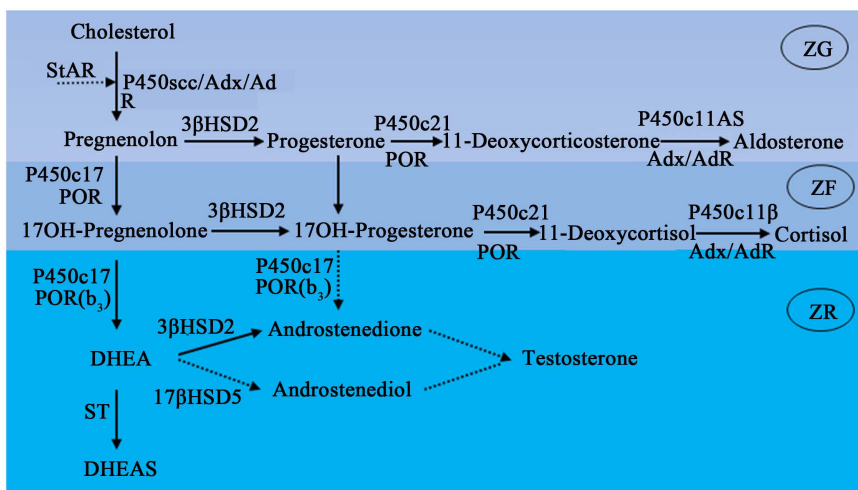 Cholesterol
ZG
StAR
P450scc/Adx/Ad
R
3βHSD2
P450c21
P450c11AS
Pregnenolon
Progesterone
11-Deoxycorticosterone
Aldosterone
POR
Adx/AdR
P450c17
POR
ZF
3βHSD2
P450c21
P450c11β
17OH-Pregnenolone
17OH-Progesterone
11-Deoxycortisol
Cortisol
POR
Adx/AdR
P450c17
POR(b₃)
P450c17
POR(b₃)
ZR
3βHSD2
Androstenedione
DHEA
Testosterone
17βHSD5
Androstenediol
ST
DHEAS